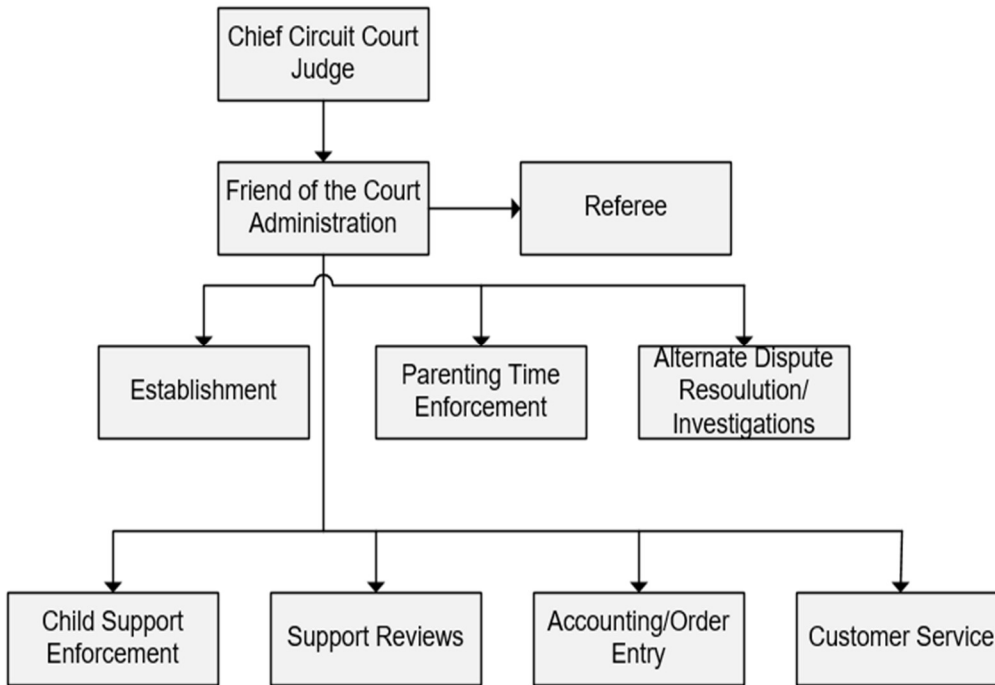 Chief Circuit Court
Judge
Friend of the Court
Administration
Referee
Establishment
Parenting Time
Enforcement
Alternate Dispute
Resoulution/
Investigations
Child Support
Enforcement
Support Reviews
Accounting/Order
Entry
Customer Service